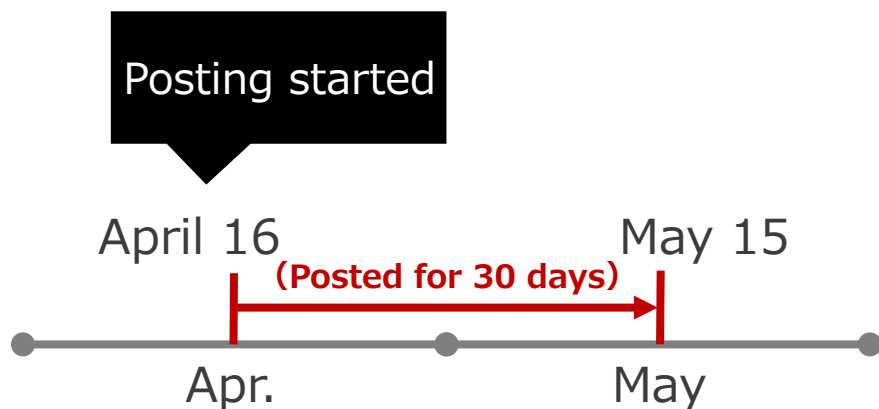 Posting started
April 16
May 15
（Posted for 30 days）
Apr.
May